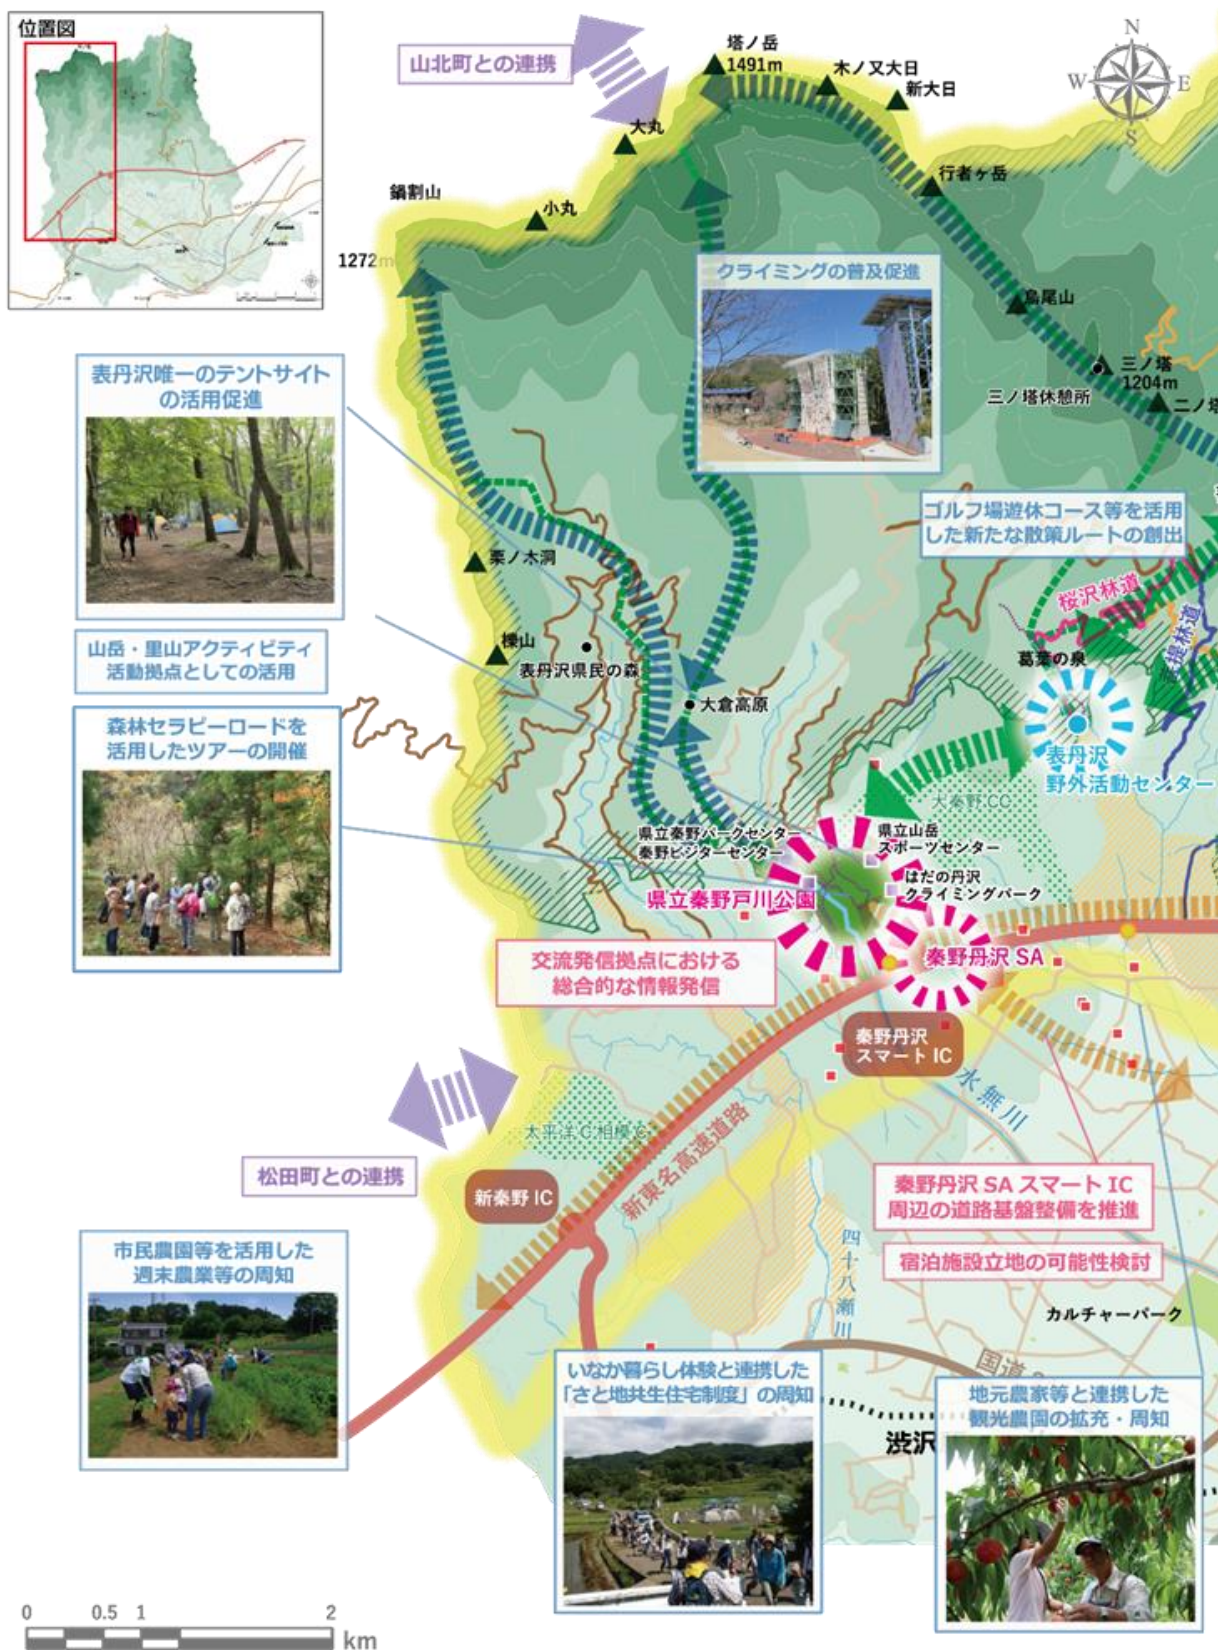 位置図
山北町との連携
塔ノ岳
1491m
木ノ又大日
新大日
N
W
E
S
大丸
行者ヶ岳
鍋割山
小丸
1272m
クライミングの普及促進
烏尾山
三ノ塔
1204m
三ノ塔休憩所
二ノ塔
表丹沢唯一のテントサイト
の活用促進
ゴルフ場遊休コース等を活用
した新たな散策ルートの創出
栗ノ木洞
桜沢林道
菩提林道
櫟山
表丹沢県民の森
葛葉の泉
山岳・里山アクティビティ
活動拠点としての活用
大倉高原
森林セラピーロードを
活用したツアーの開催
表丹沢
野外活動センター
大秦野CC
県立秦野パークセンター・
秦野ビジターセンター
県立山岳
スポーツセンター
はだの丹沢
クライミングパーク
県立秦野戸川公園
秦野丹沢 SA
交流発信拠点における
総合的な情報発信
秦野丹沢
スマート IC
水無川
太平洋C相模C
松田町との連携
新秦野 IC
新東名高速道路
秦野丹沢 SA スマート IC
周辺の道路基盤整備を推進
市民農園等を活用した
週末農業等の周知
四十八瀬川
宿泊施設立地の可能性検討
カルチャーパーク
国道
いなか暮らし体験と連携した
「さと地共生住宅制度」の周知
地元農家等と連携した
観光農園の拡充・周知
渋沢
0 0.5 1 2
km